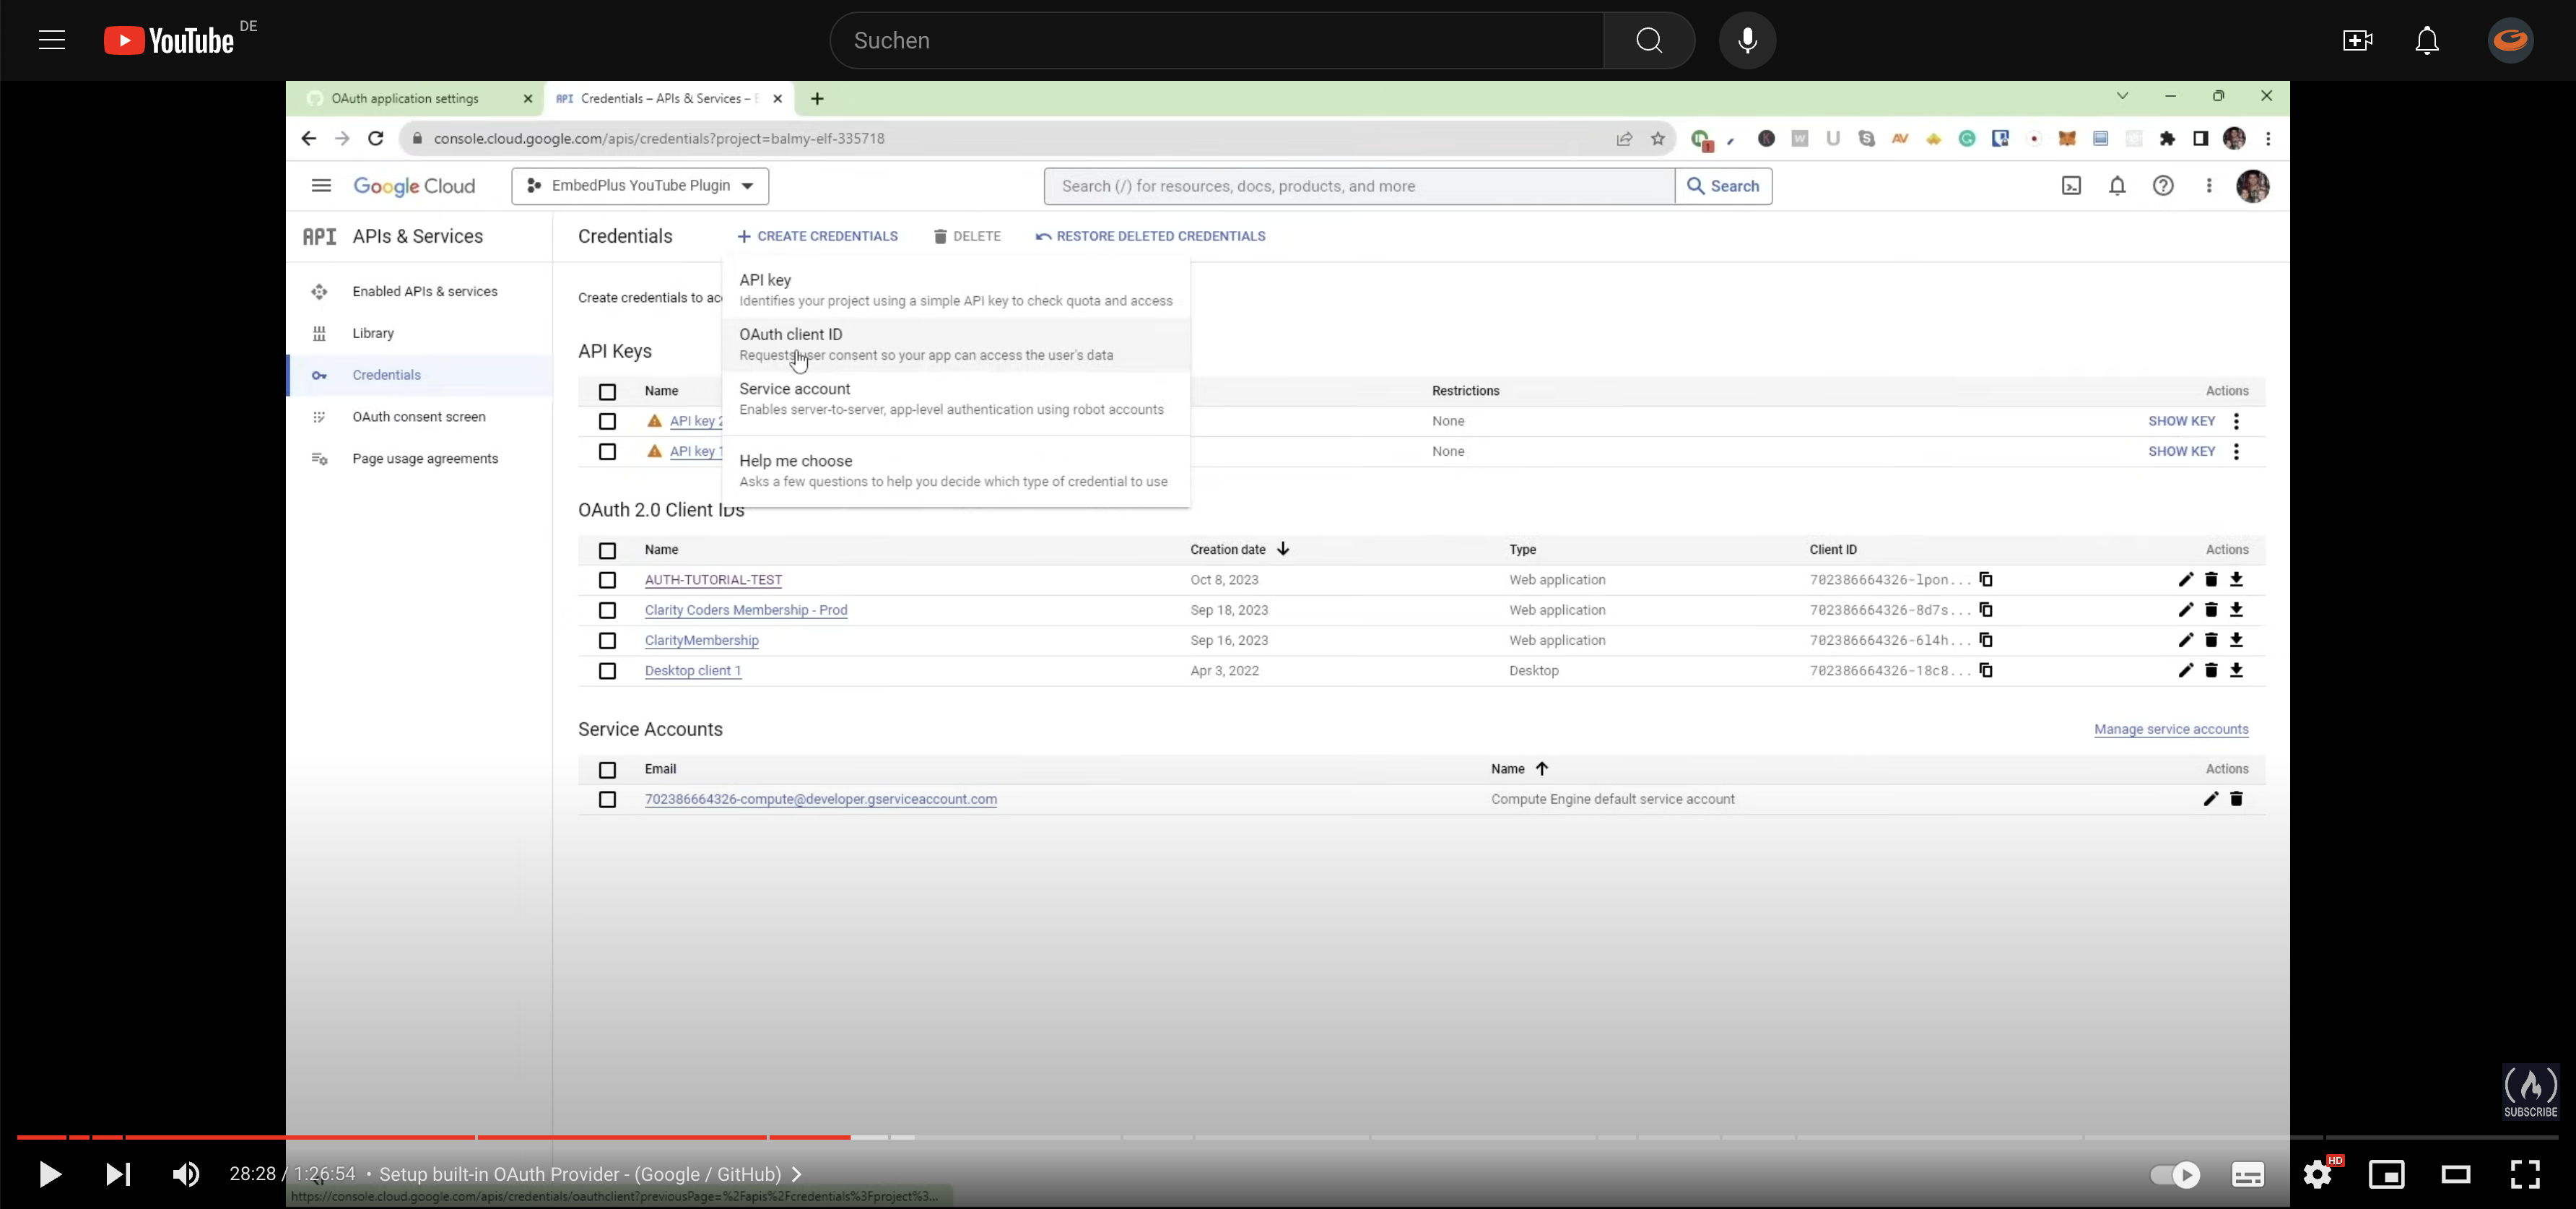 YouTube DE
Suchen
OAuth application settings
API Credentials – APIs & Services –
console.cloud.google.com/apis/credentials?project=balmy-elf-335718
Google Cloud
EmbedPlus YouTube Plugin
Search (/) for resources, docs, products, and more
Search
API APIs & Services
Enabled APIs & services
Library
Credentials
OAuth consent screen
Page usage agreements
Credentials
CREATE CREDENTIALS
DELETE
RESTORE DELETED CREDENTIALS
Create credentials to
API key
Identifies your project using a simple API key to check quota and access
OAuth client ID
Requests user consent so your app can access the user's data
Service account
Enables server-to-server, app-level authentication using robot accounts
Help me choose
Asks a few questions to help you decide which type of credential to use
API Keys
Name Restrictions Actions
API key 2 None SHOW KEY
API key 1 None SHOW KEY
OAuth 2.0 Client IDs
Name Creation date Type Client ID Actions
AUTH-TUTORIAL-TEST Oct 8, 2023 Web application 702386664326-lpon...
Clarity Coders Membership - Prod Sep 18, 2023 Web application 702386664326-8d7s...
ClarityMembership Sep 16, 2023 Web application 702386664326-6l4h...
Desktop client 1 Apr 3, 2022 Desktop 702386664326-18c8...
Service Accounts
Manage service accounts
Email Name Actions
702386664326-compute@developer.gserviceaccount.com Compute Engine default service account
SUBSCRIBE
28:28 / 1:26:54 • Setup built-in OAuth Provider - (Google / GitHub)
HD
https://console.cloud.google.com/apis/credentials/oauthclient?previousPage=%2Fapis%2Fcredentials%3Fproject%3...